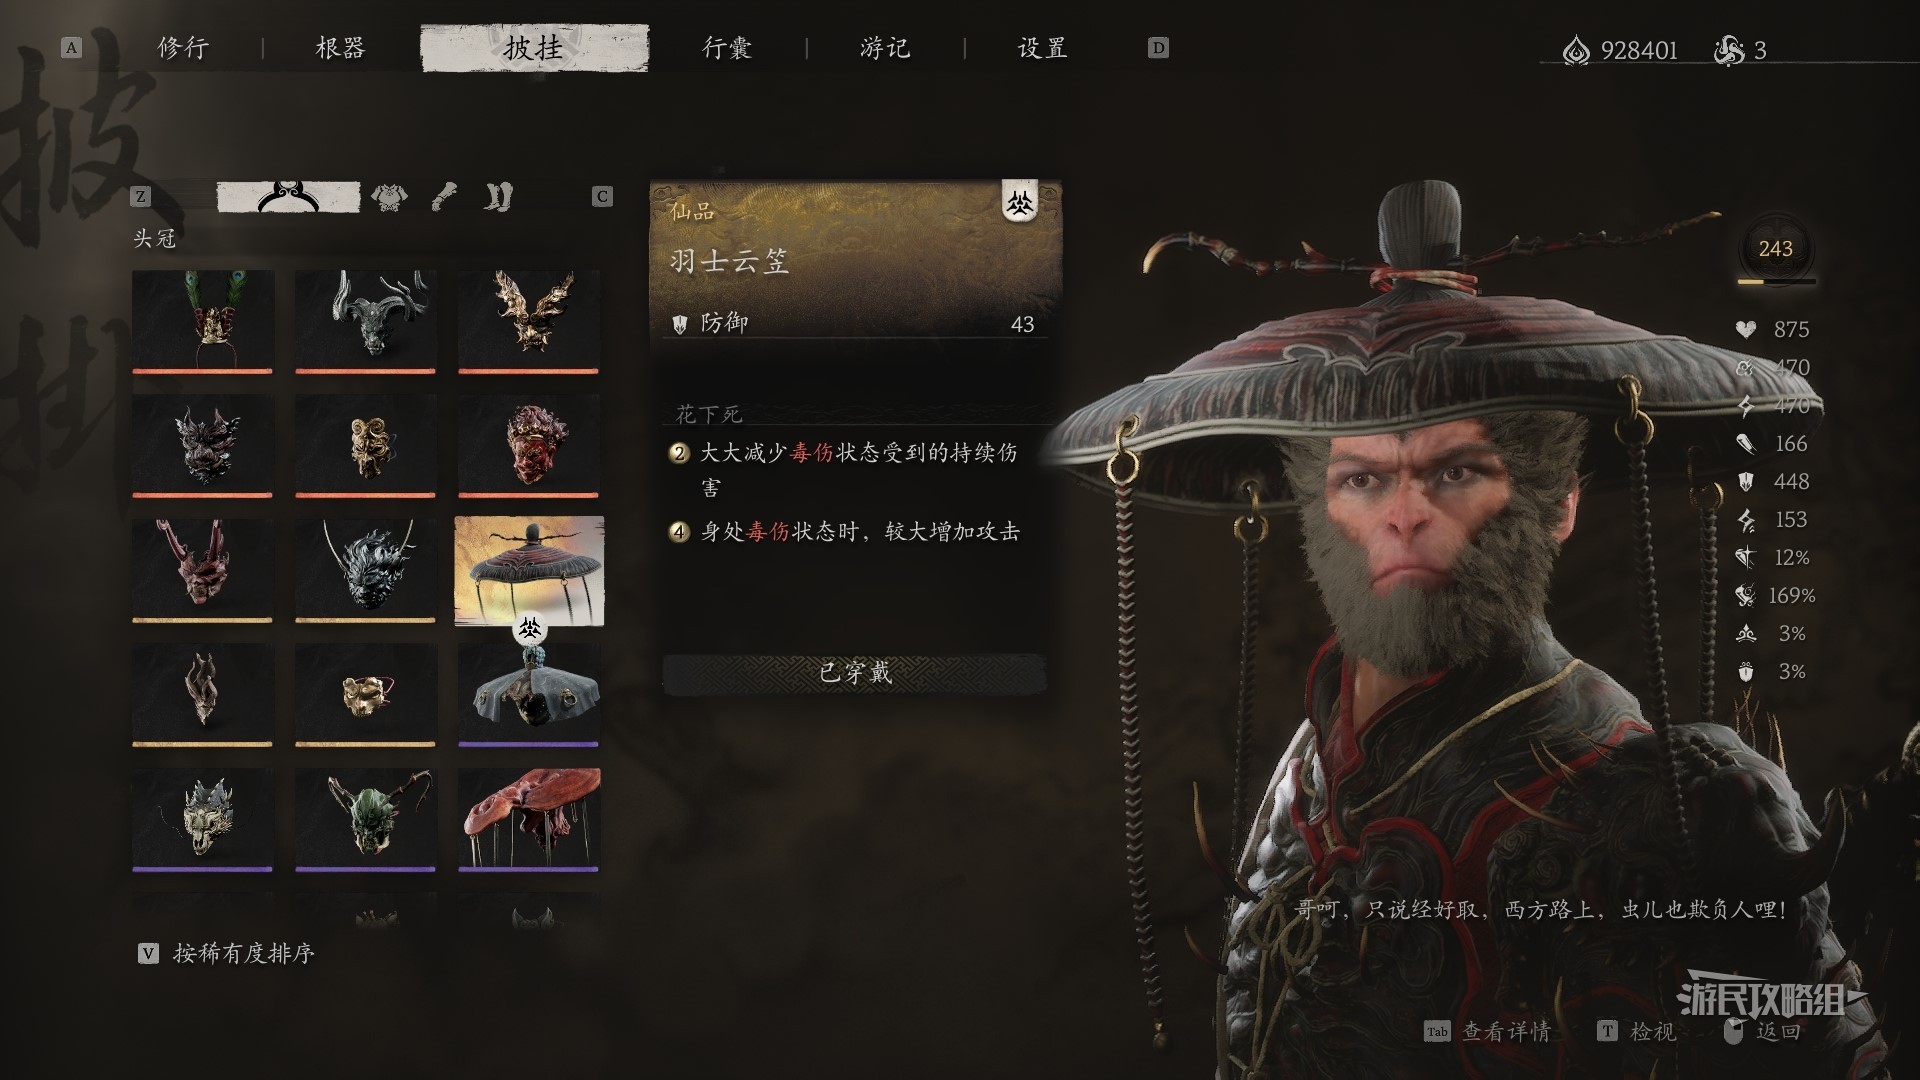 A 修行 | 根器 披挂 行囊 | 游记 | 设置 D
928401 3
披
掛
Z C
头冠
仙品
羽士云笠
防御 43
花下死
2 大大减少毒伤状态受到的持续伤
害
4 身处毒伤状态时，较大增加攻击
已穿戴
243
875
470
470
166
448
153
12%
169%
3%
3%
哥呵，只说经好取，西方路上，虫儿也欺负人哩！
V 按稀有度排序
游民攻略组
Tab 查看详情 T 检视 返回